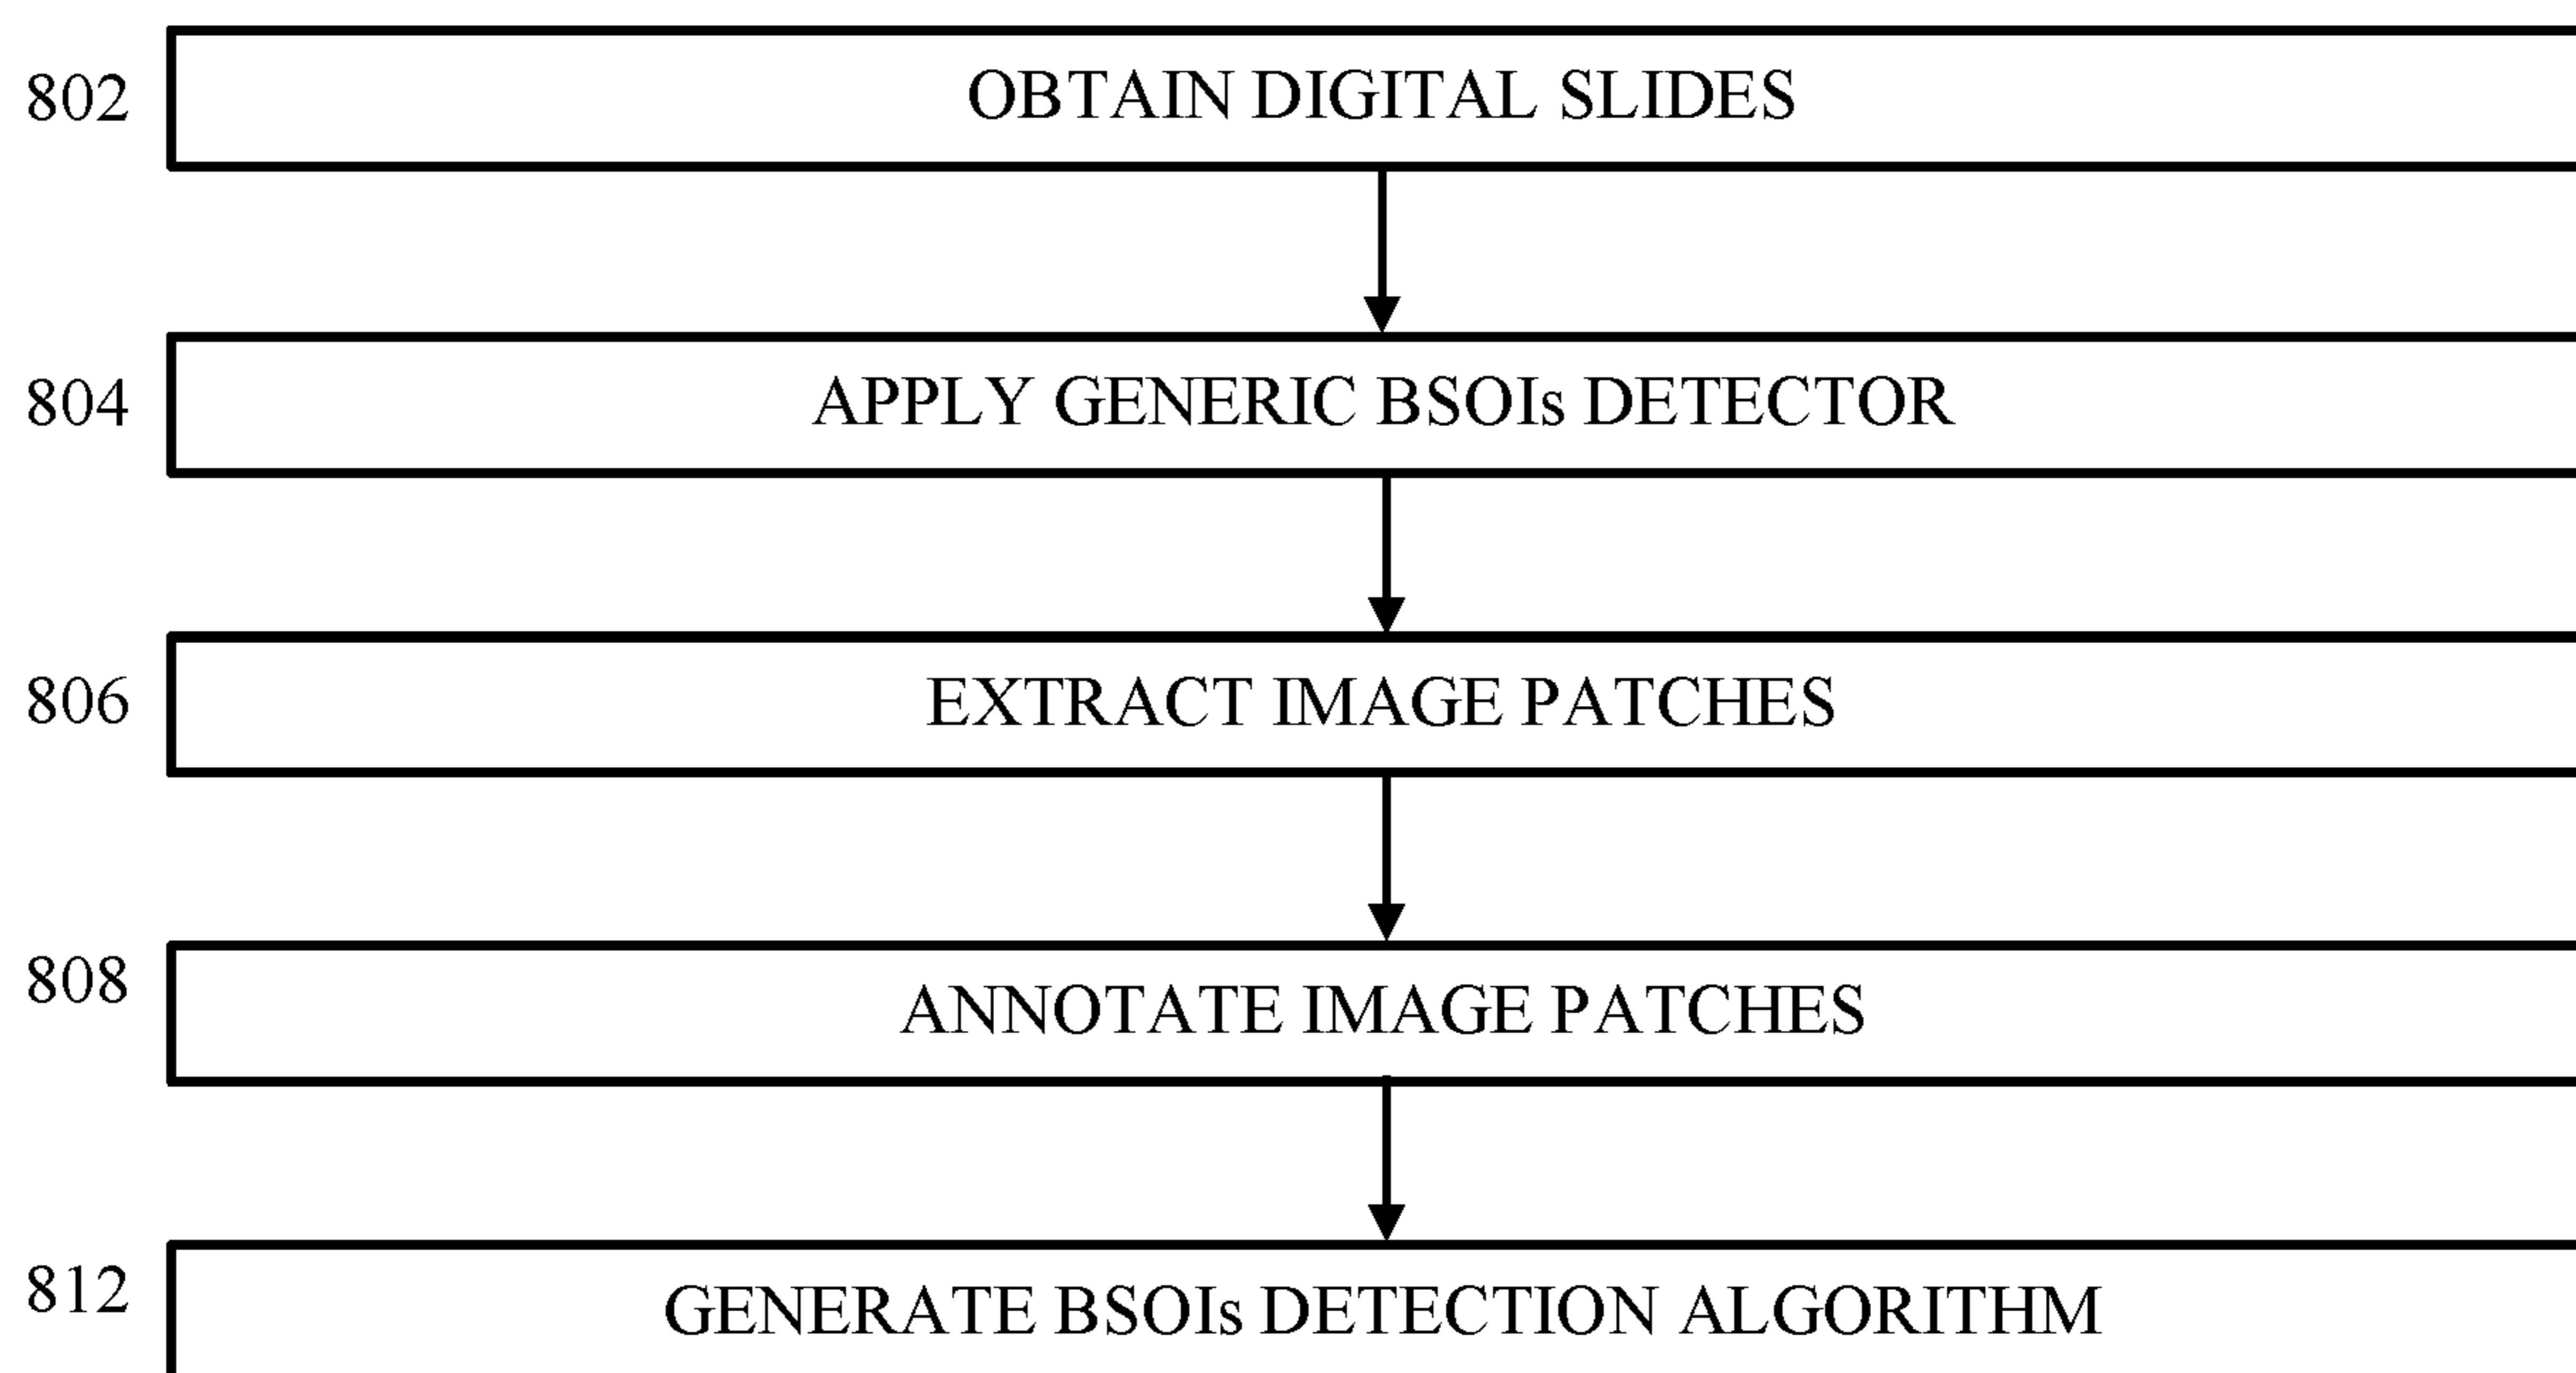 802 OBTAIN DIGITAL SLIDES
804 APPLY GENERIC BSOIs DETECTOR
806 EXTRACT IMAGE PATCHES
808 ANNOTATE IMAGE PATCHES
812 GENERATE BSOIs DETECTION ALGORITHM